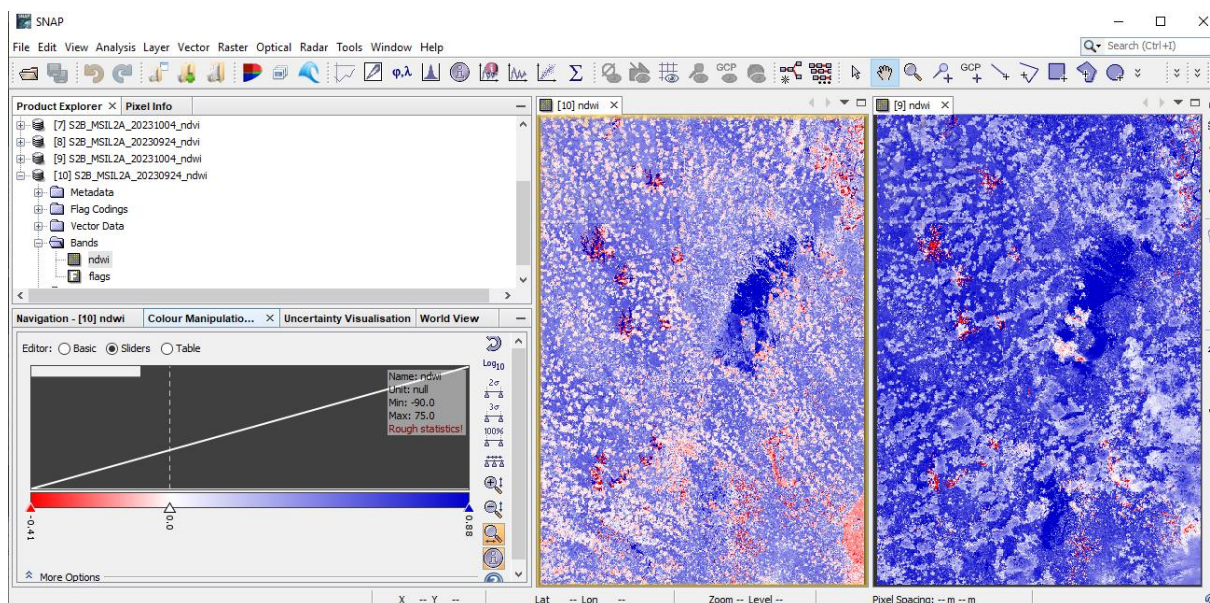 SNAP
File Edit View Analysis Layer Vector Raster Optical Radar Tools Window Help
Search (Ctrl+I)
φ,λ
Σ
GCP
GCP
Product Explorer × Pixel Info
[7] S2B_MSIL2A_20231004_ndvi
[8] S2B_MSIL2A_20230924_ndvi
[9] S2B_MSIL2A_20231004_ndwi
[10] S2B_MSIL2A_20230924_ndwi
Metadata
Flag Codings
Vector Data
Bands
ndwi
flags
[10] ndwi
[9] ndwi
Navigation - [10] ndwi Colour Manipulatio... × Uncertainty Visualisation World View
Editor: Basic Sliders Table
Name: ndwi
Unit: null
Min: -90.0
Max: 75.0
Rough statistics!
Log10
2σ
3σ
100%
-0.41
0.0
0.88
More Options
X -- Y -- Lat -- Lon -- Zoom -- Level -- Pixel Spacing: -- m -- m